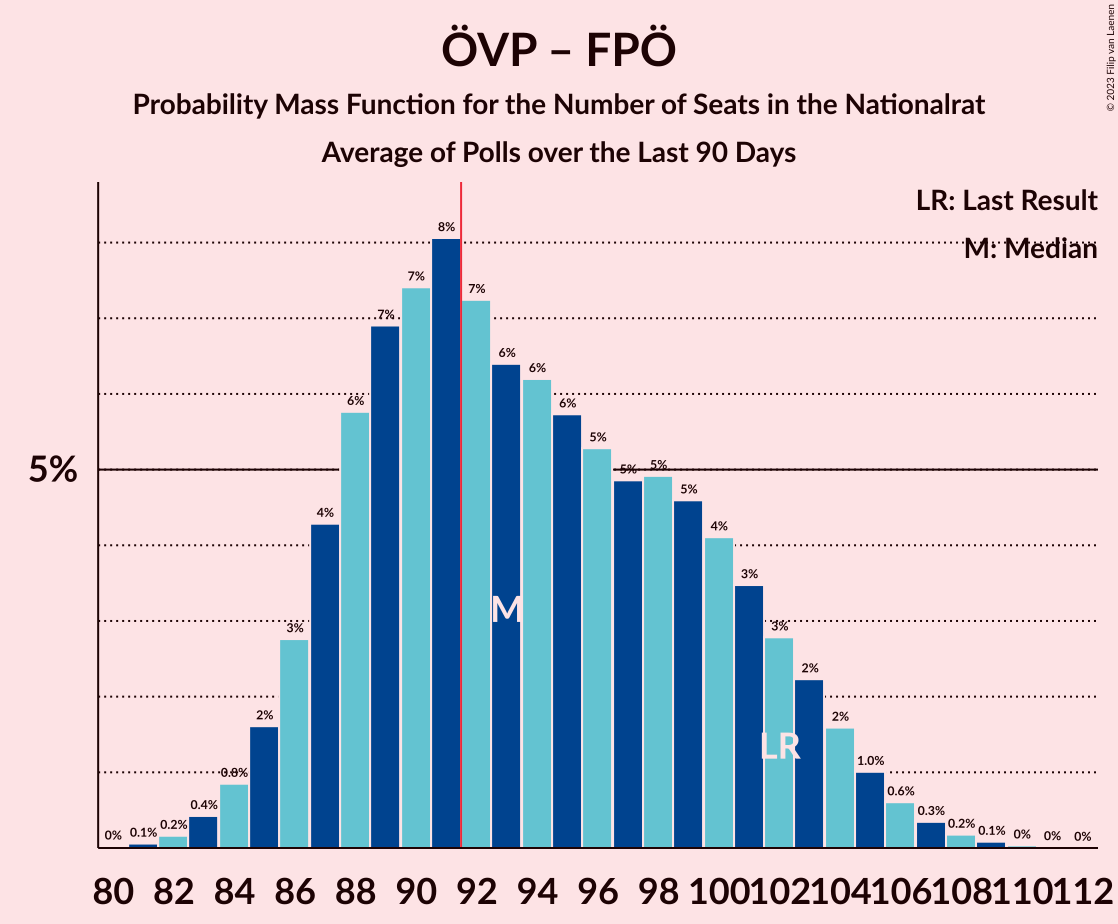 ÖVP – FPÖ
Probability Mass Function for the Number of Seats in the Nationalrat
Average of Polls over the Last 90 Days
© 2023 Filip van Laenen
LR: Last Result
M: Median
5%
0% 0.1% 0.2% 0.4% 0.8% 2% 3% 4% 6% 7% 7% 8% 7% 6% 6% 6% 5% 5% 5% 5% 4% 3% 3% 2% 2% 1.0% 0.6% 0.3% 0.2% 0.1% 0% 0% 0%
M
LR
80 82 84 86 88 90 92 94 96 98 100 102 104 106 108 110 112